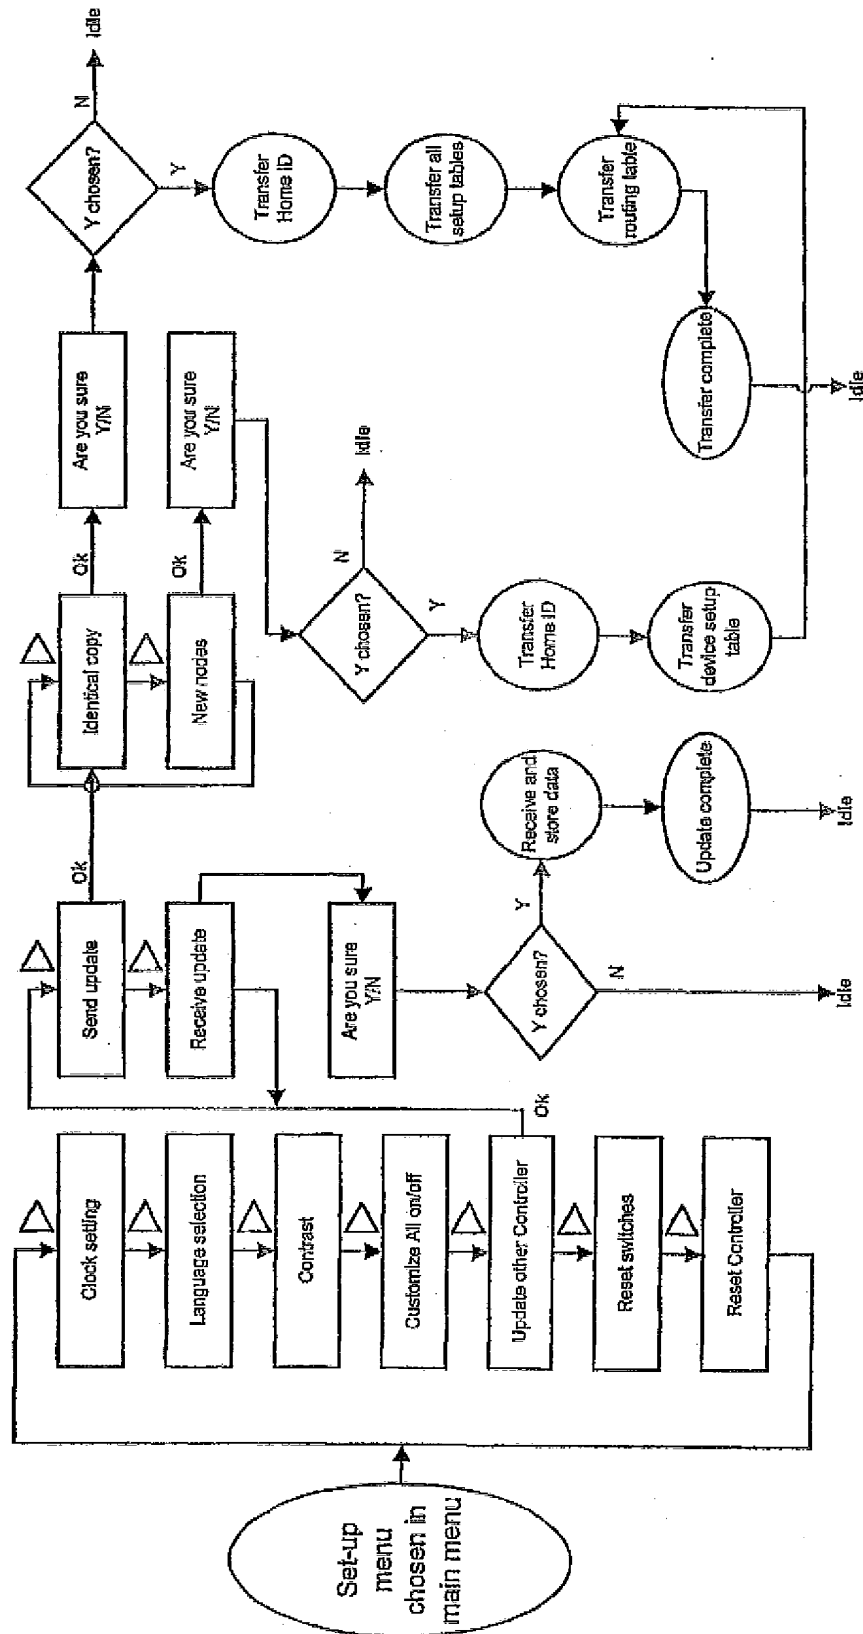 Set-up
menu
chosen in
main menu
Clock setting
Language selection
Contrast
Customize All on/off
Update other Controller
Reset switches
Reset Controller
Ok
Send update
Receive update
Are you sure
Y/N
Y chosen?
N
Idle
Y
Receive and
store data
Update complete
Idle
Ok
Identical copy
New nodes
Ok
Are you sure
Y/N
Ok
Are you sure
Y/N
Y chosen?
N
Idle
Y
Transfer
Home ID
Transfer
device setup
table
Y chosen?
N
Idle
Y
Transfer
Home ID
Transfer all
setup tables
Transfer
routing table
Transfer complete
Idle